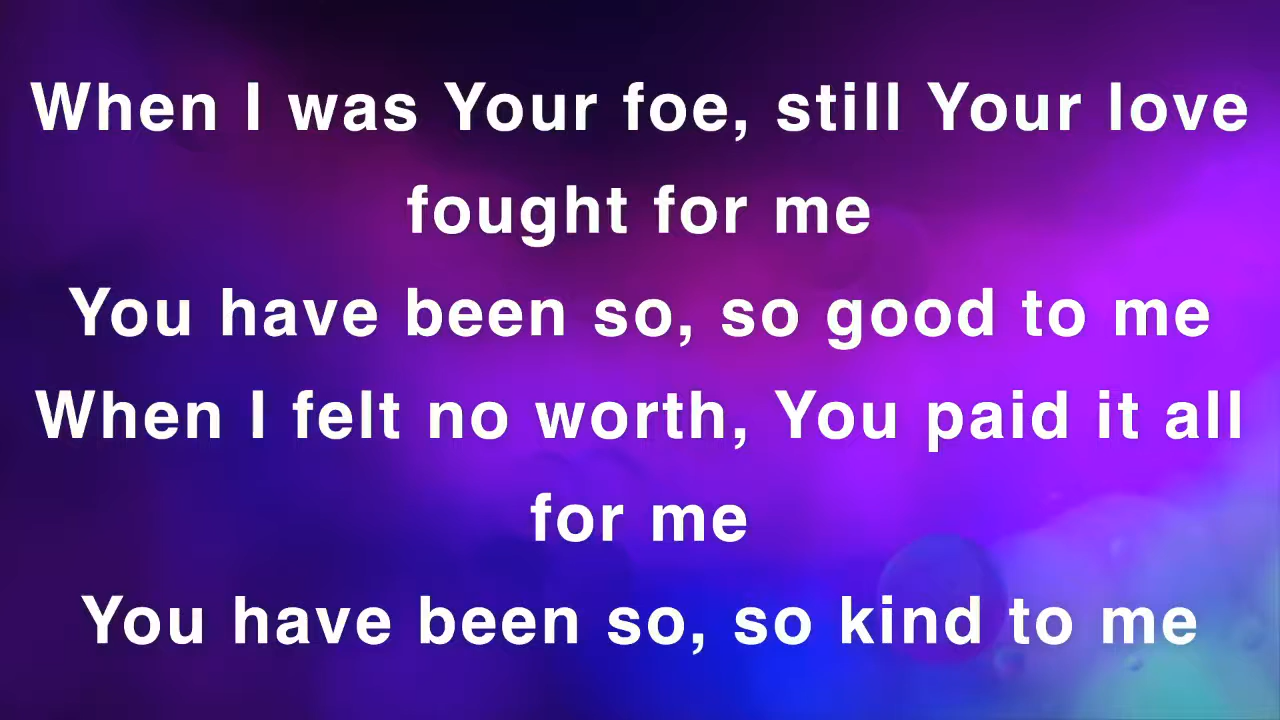 When I was Your foe, still Your love
fought for me
You have been so, so good to me
When I felt no worth, You paid it all
for me
You have been so, so kind to me